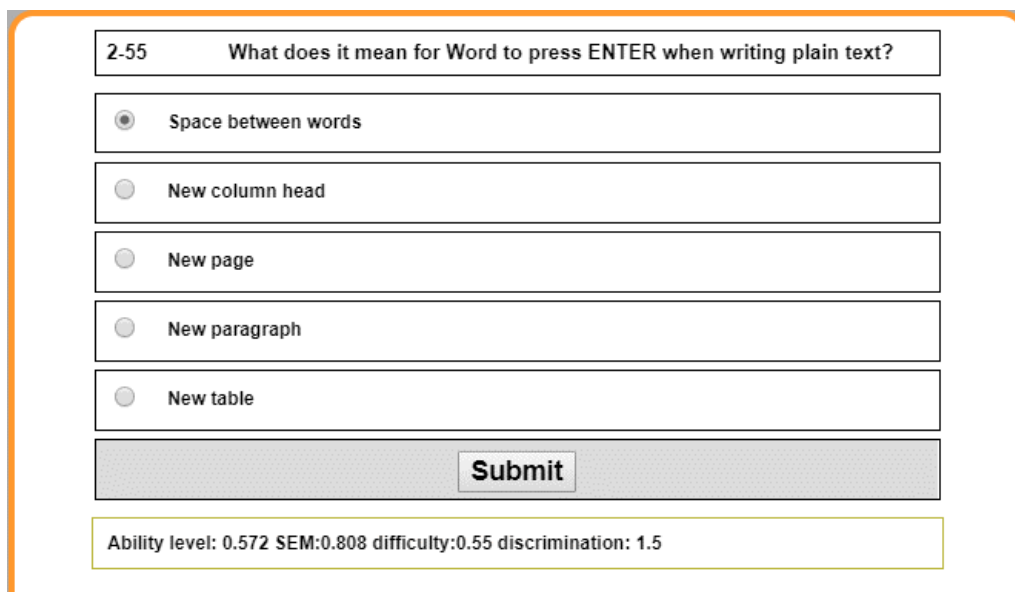 2-55 What does it mean for Word to press ENTER when writing plain text?
Space between words
New column head
New page
New paragraph
New table
Submit
Ability level: 0.572 SEM:0.808 difficulty:0.55 discrimination: 1.5